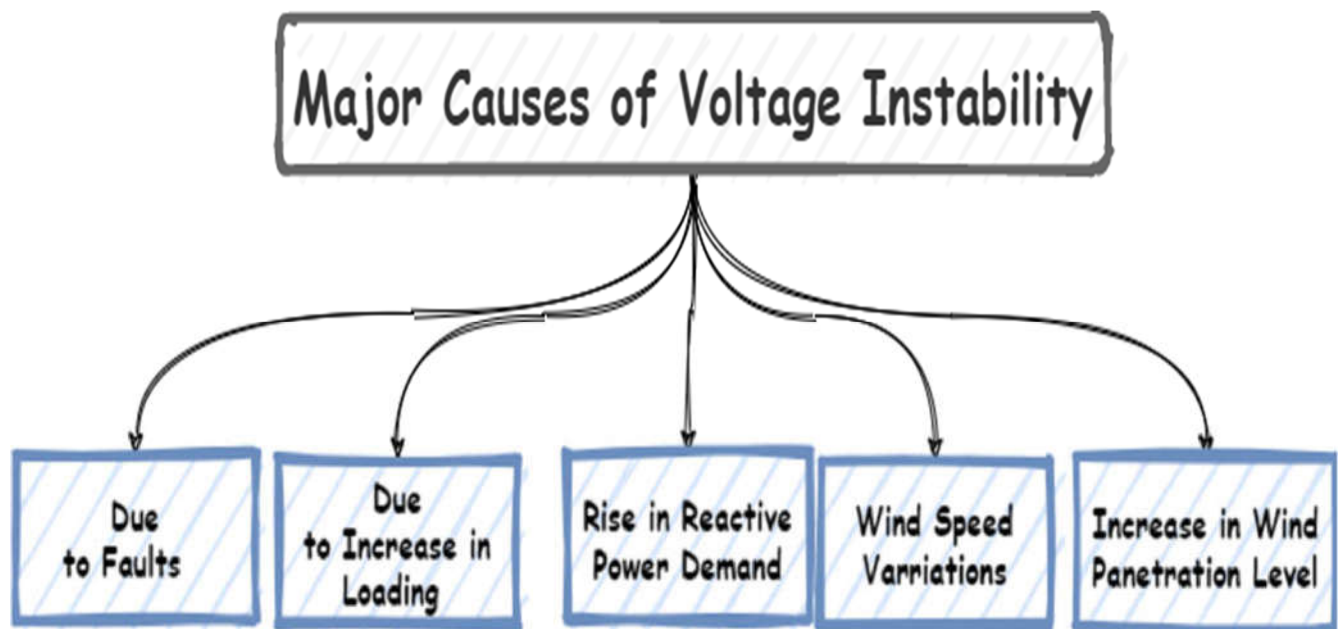 Major Causes of Voltage Instability
Due
to Faults
Due
to Increase in
Loading
Rise in Reactive
Power Demand
Wind Speed
Varriations
Increase in Wind
Panetration Level